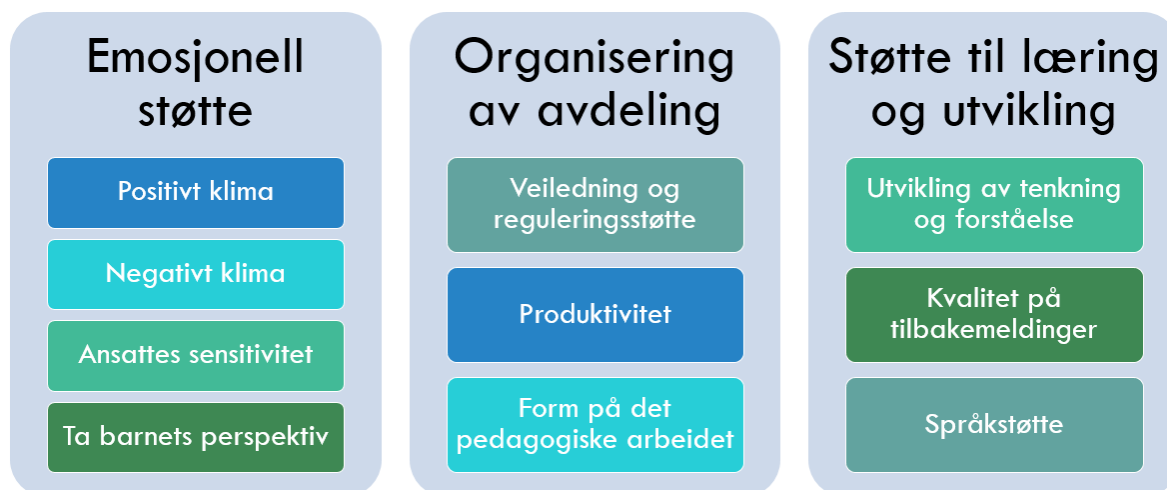 Emosjonell
støtte
Positivt klima
Negativt klima
Ansattes sensitivitet
Ta barnets perspektiv
Organisering
av avdeling
Veiledning og
reguleringsstøtte
Produktivitet
Form på det
pedagogiske arbeidet
Støtte til læring
og utvikling
Utvikling av tenkning
og forståelse
Kvalitet på
tilbakemeldinger
Språkstøtte